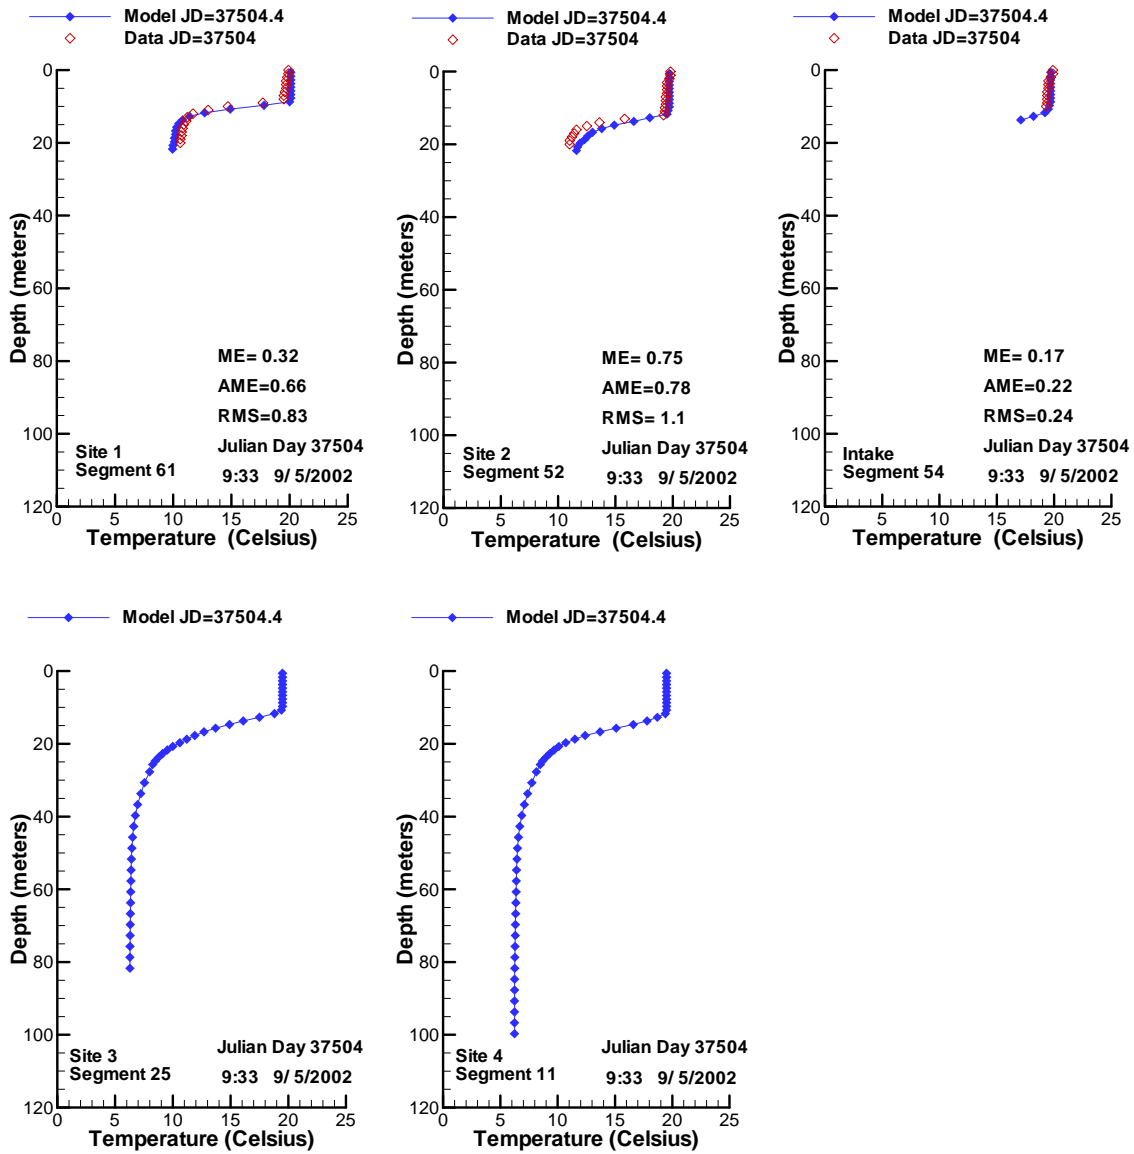 Model JD=37504.4
Data JD=37504
0
20
40
60
80
100
120
Depth (meters)
ME= 0.32
AME=0.66
RMS=0.83
Site 1
Segment 61
Julian Day 37504
9:33 9/ 5/2002
0 5 10 15 20 25
Temperature (Celsius)
Model JD=37504.4
Data JD=37504
0
20
40
60
80
100
120
Depth (meters)
ME= 0.75
AME=0.78
RMS= 1.1
Site 2
Segment 52
Julian Day 37504
9:33 9/ 5/2002
0 5 10 15 20 25
Temperature (Celsius)
Model JD=37504.4
Data JD=37504
0
20
40
60
80
100
120
Depth (meters)
ME= 0.17
AME=0.22
RMS=0.24
Intake
Segment 54
Julian Day 37504
9:33 9/ 5/2002
0 5 10 15 20 25
Temperature (Celsius)
Model JD=37504.4
0
20
40
60
80
100
120
Depth (meters)
Site 3
Segment 25
Julian Day 37504
9:33 9/ 5/2002
0 5 10 15 20 25
Temperature (Celsius)
Model JD=37504.4
0
20
40
60
80
100
120
Depth (meters)
Site 4
Segment 11
Julian Day 37504
9:33 9/ 5/2002
0 5 10 15 20 25
Temperature (Celsius)